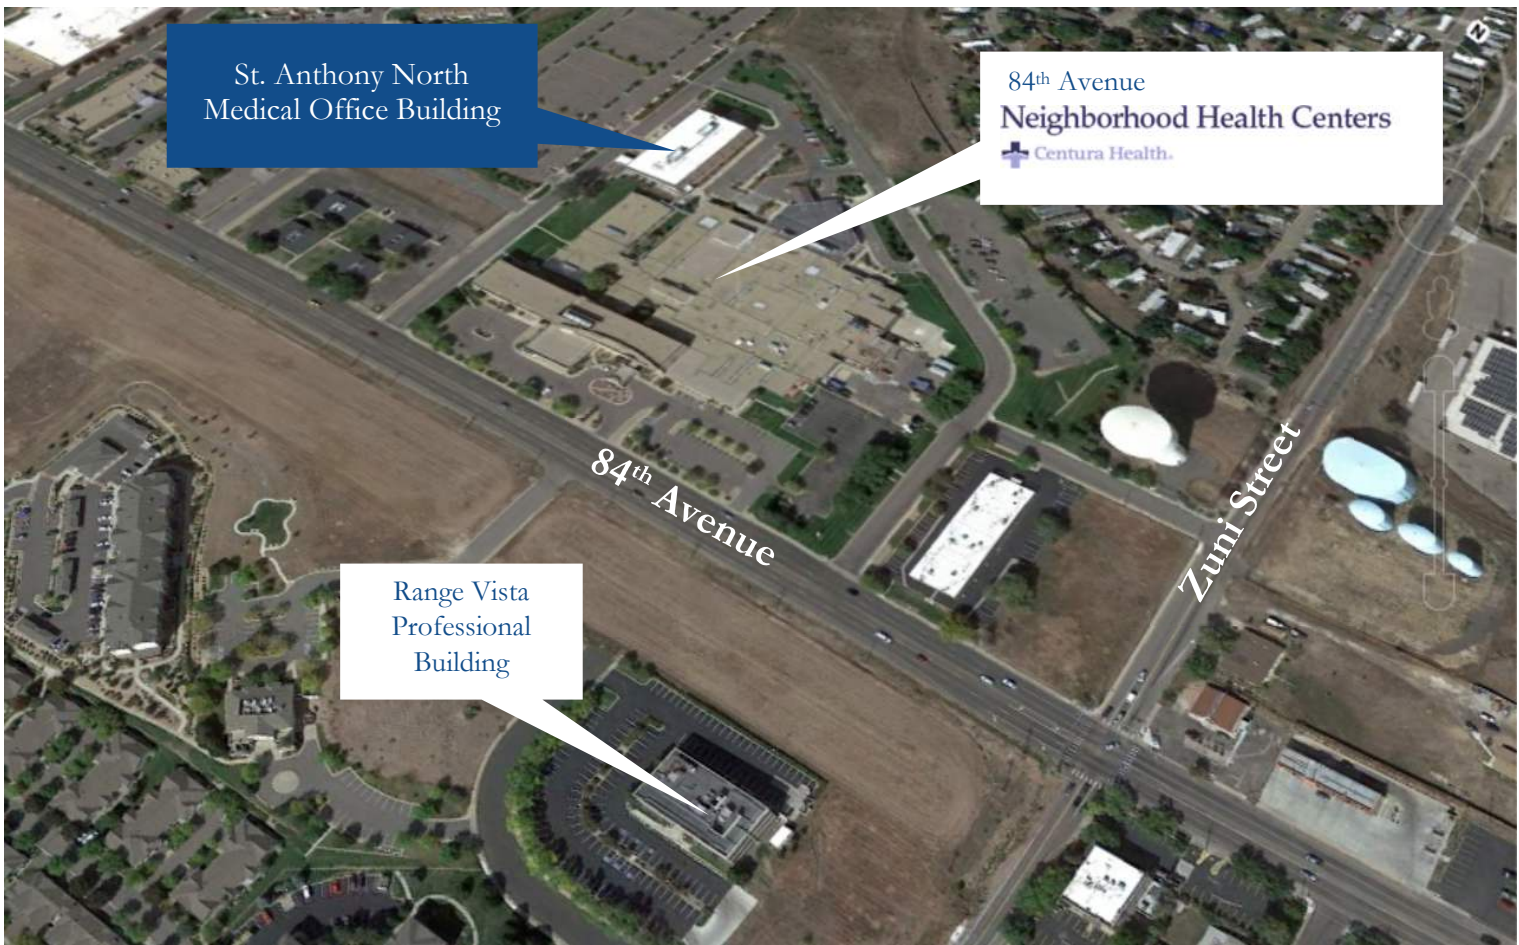 St. Anthony North
Medical Office Building
84th Avenue
Neighborhood Health Centers
Centura Health.
N
84th Avenue
Zuni Street
Range Vista
Professional
Building